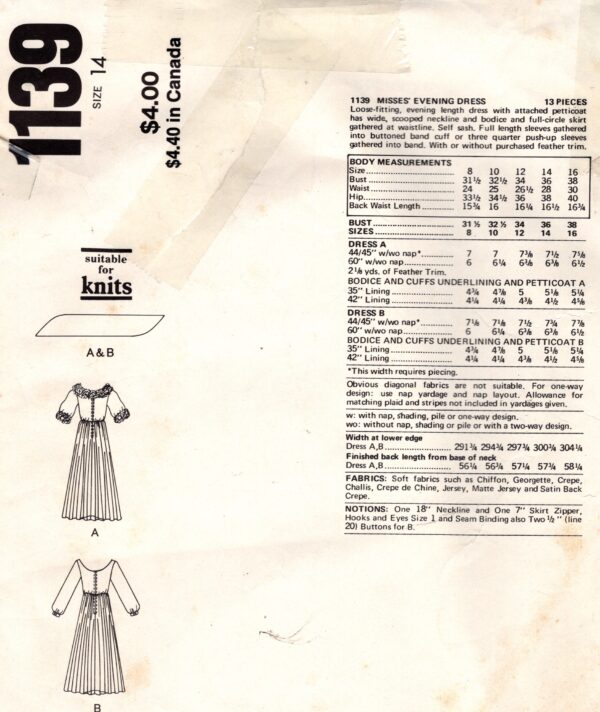 1139
SIZE 14
$4.00
$4.40 in Canada
suitable
for
knits
A&B
A
B
1139 MISSES' EVENING DRESS 13 PIECES
Loose-fitting, evening length dress with attached petticoat
has wide, scooped neckline and bodice and full-circle skirt
gathered at waistline. Self sash. Full length sleeves gathered
into buttoned band cuff or three quarter push-up sleeves
gathered into band. With or without purchased feather trim.
BODY MEASUREMENTS
Size 8 10 12 14 16
Bust 31½ 32½ 34 36 38
Waist 24 25 26½ 28 30
Hip 33½ 34½ 36 38 40
Back Waist Length 15¾ 16 16¼ 16½ 16¾
BUST 31½ 32½ 34 36 38
SIZES 8 10 12 14 16
DRESS A
44/45" w/wo nap* 7 7 7⅜ 7½
60" w/wo nap 6 6¼ 6⅜ 6⅜ 6½
2⅛ yds. of Feather Trim.
BODICE AND CUFFS UNDERLINING AND PETTICOAT A
35" Lining 4¾ 4⅞ 5 5⅛ 5¼
42" Lining 4¼ 4¼ 4⅜ 4½ 4⅝
DRESS B
44/45" w/wo nap* 7⅛ 7⅛ 7½ 7¾ 7⅞
60" w/wo nap 6 6¼ 6⅜ 6⅜ 6½
BODICE AND CUFFS UNDERLINING AND PETTICOAT B
35" Lining 4¾ 4⅞ 5 5⅛ 5¼
42" Lining 4¼ 4¼ 4⅜ 4½ 4⅝
*This width requires piecing.
Obvious diagonal fabrics are not suitable. For one-way
design: use nap yardage and nap layout. Allowance for
matching plaid and stripes not included in yardages given.
w: with nap, shading, pile or one-way design.
wo: without nap, shading or pile or with a two-way design.
Width at lower edge
Dress A,B 291¾ 294¾ 297¾ 300¾ 304¼
Finished back length from base of neck
Dress A,B 56¼ 56¾ 57¼ 57¾ 58¼
FABRICS: Soft fabrics such as Chiffon, Georgette, Crepe,
Challis, Crepe de Chine, Jersey, Matte Jersey and Satin Back
Crepe.
NOTIONS: One 18" Neckline and One 7" Skirt Zipper,
Hooks and Eyes Size 1 and Seam Binding also Two ½" (line
20) Buttons for B.